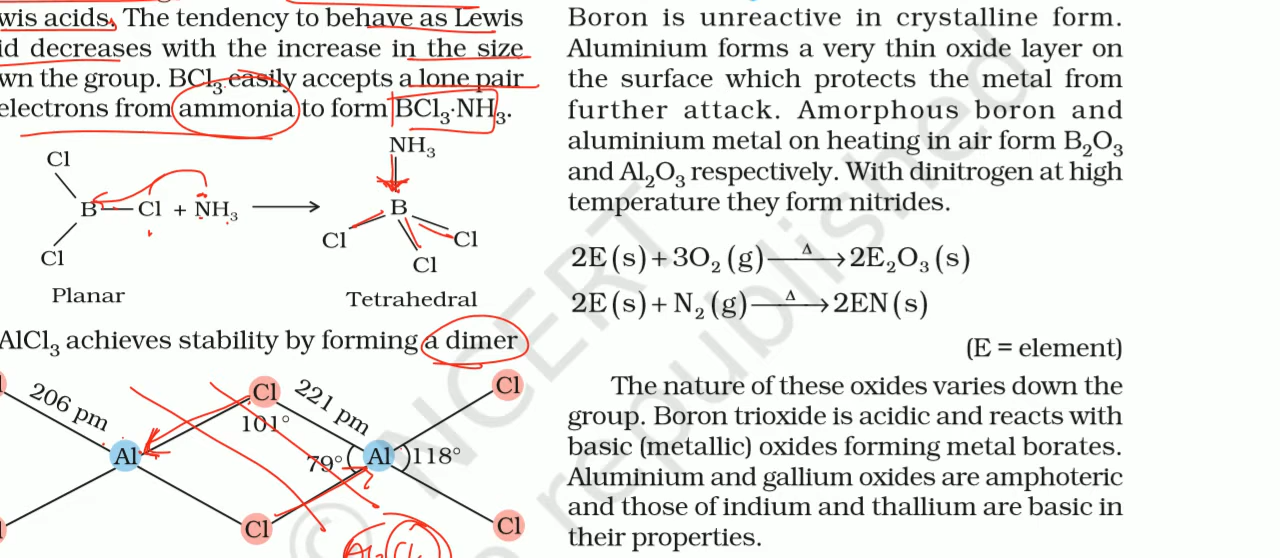 wis acids. The tendency to behave as Lewis
id decreases with the increase in the size
wn the group. BCl₃ easily accepts a lone pair
electrons from ammonia to form BCl₃·NH₃.
Cl
B—Cl + NH₃ ⟶
Cl
Planar
NH₃
B
Cl
Cl
Cl
Tetrahedral
AlCl₃ achieves stability by forming a dimer
206 pm
Cl
221 pm
Cl
101°
Al
79°
Al
118°
Cl
Cl
Boron is unreactive in crystalline form.
Aluminium forms a very thin oxide layer on
the surface which protects the metal from
further attack. Amorphous boron and
aluminium metal on heating in air form B₂O₃
and Al₂O₃ respectively. With dinitrogen at high
temperature they form nitrides.
2E(s)+3O₂(g) —Δ→ 2E₂O₃(s)
2E(s)+N₂(g) —Δ→ 2EN(s)
(E = element)
The nature of these oxides varies down the
group. Boron trioxide is acidic and reacts with
basic (metallic) oxides forming metal borates.
Aluminium and gallium oxides are amphoteric
and those of indium and thallium are basic in
their properties.
© NCERT
republished